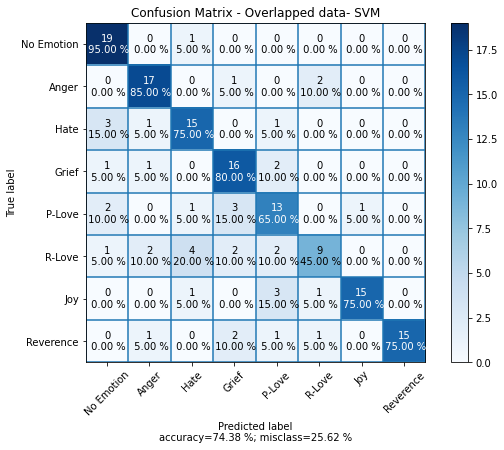 Confusion Matrix - Overlapped data- SVM
No Emotion 19 0 1 0 0 0 0 0
95.00 % 0.00 % 5.00 % 0.00 % 0.00 % 0.00 % 0.00 % 0.00 %
Anger 0 17 0 1 0 2 0 0
0.00 % 85.00 % 0.00 % 5.00 % 0.00 % 10.00 % 0.00 % 0.00 %
Hate 3 1 15 0 1 0 0 0
15.00 % 5.00 % 75.00 % 0.00 % 5.00 % 0.00 % 0.00 % 0.00 %
Grief 1 1 0 16 2 0 0 0
5.00 % 5.00 % 0.00 % 80.00 % 10.00 % 0.00 % 0.00 % 0.00 %
P-Love 2 0 1 3 13 0 1 0
10.00 % 0.00 % 5.00 % 15.00 % 65.00 % 0.00 % 5.00 % 0.00 %
R-Love 1 2 4 2 2 9 0 0
5.00 % 10.00 % 20.00 % 10.00 % 10.00 % 45.00 % 0.00 % 0.00 %
Joy 0 0 1 0 3 1 15 0
0.00 % 0.00 % 5.00 % 0.00 % 15.00 % 5.00 % 75.00 % 0.00 %
Reverence 0 1 0 2 1 1 0 15
0.00 % 5.00 % 0.00 % 10.00 % 5.00 % 5.00 % 0.00 % 75.00 %
True label
No Emotion Anger Hate Grief P-Love R-Love Joy Reverence
Predicted label
accuracy=74.38 %; misclass=25.62 %
17.5
15.0
12.5
10.0
7.5
5.0
2.5
0.0